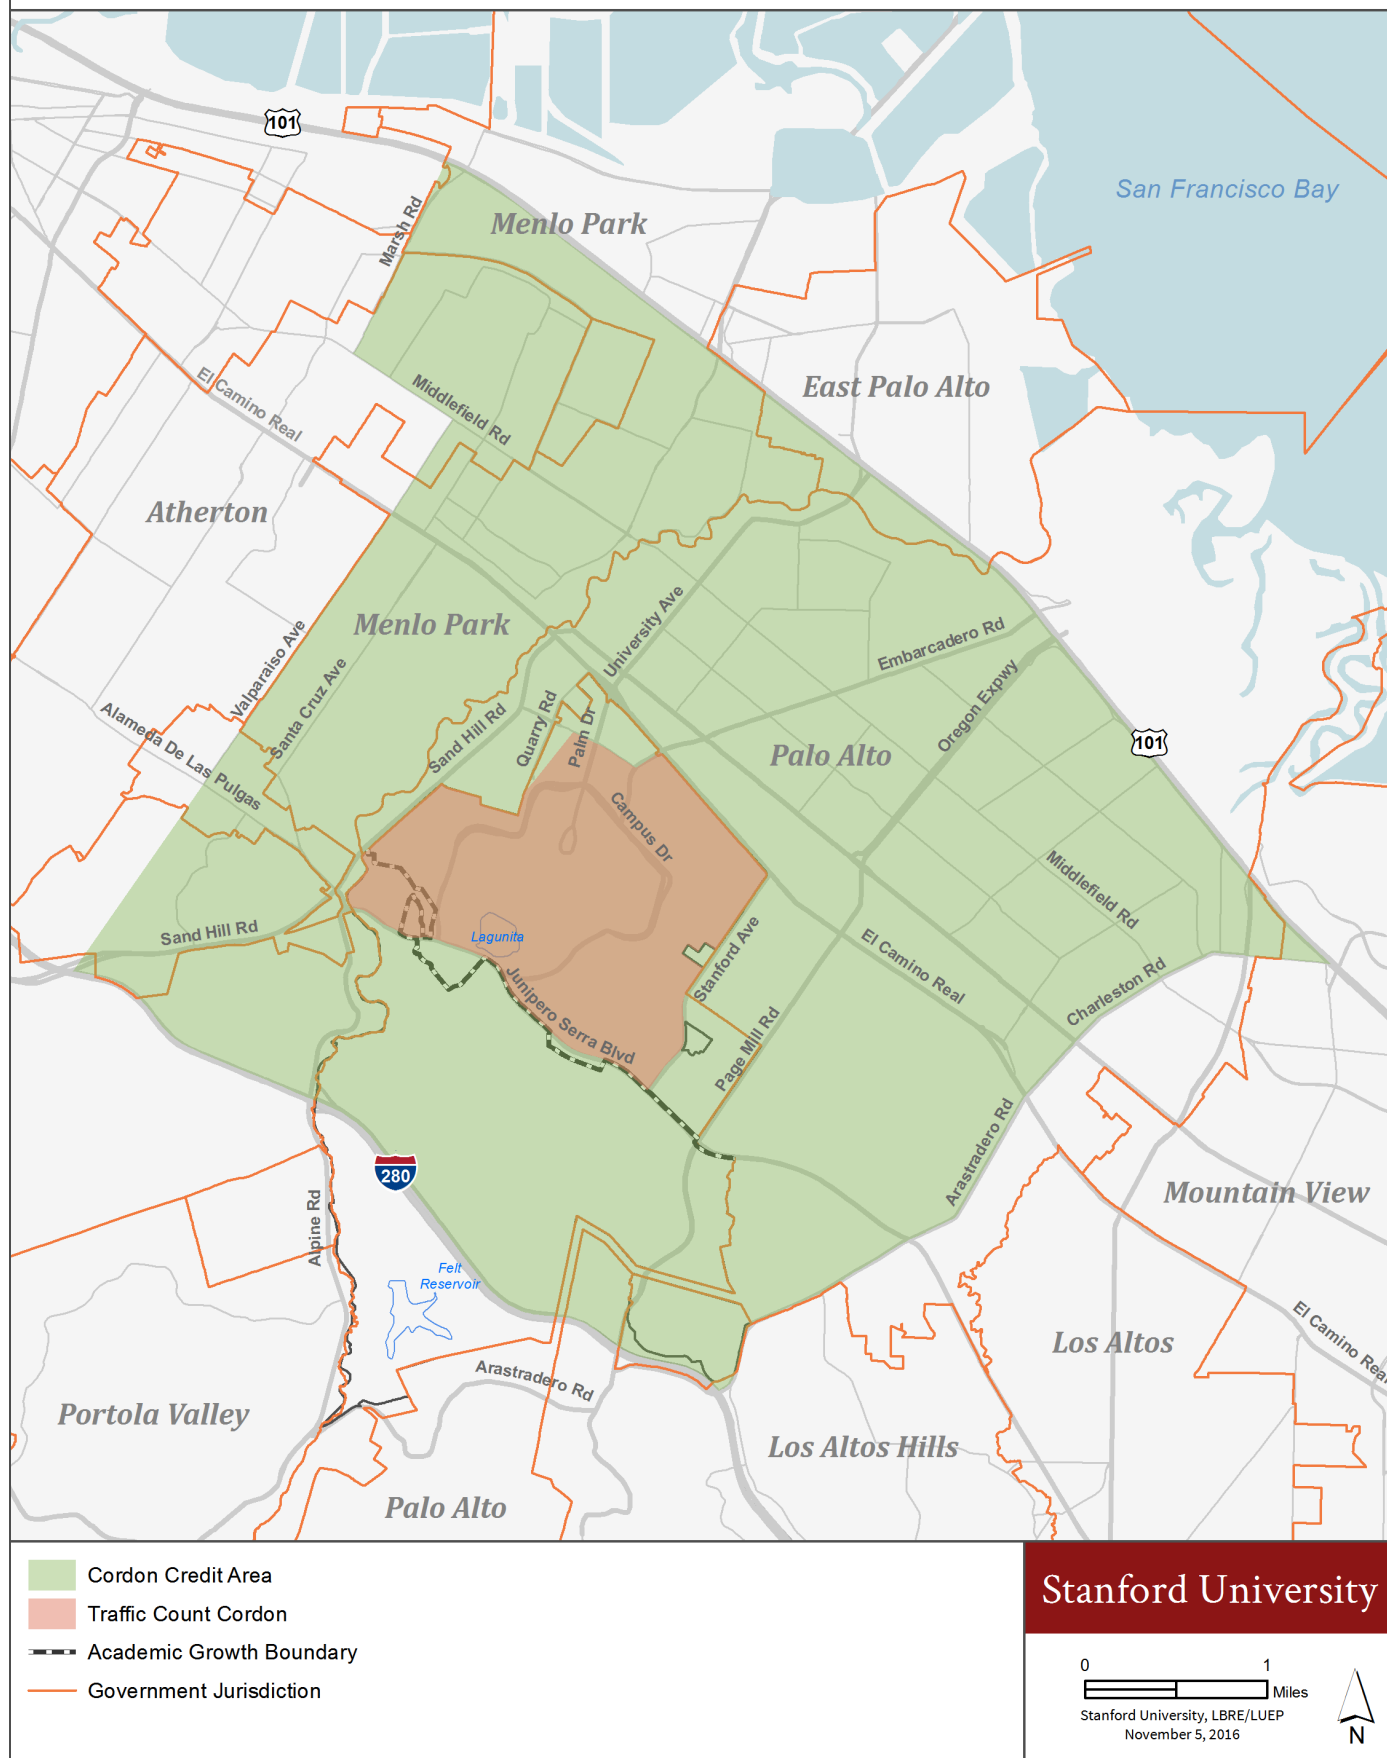 101
San Francisco Bay
Menlo Park
Marsh Rd
East Palo Alto
El Camino Real
Middlefield Rd
Atherton
Menlo Park
University Ave
Embarcadero Rd
Valparaiso Ave
Santa Cruz Ave
Oregon Expwy
Alameda De Las Pulgas
Sand Hill Rd
Quarry Rd
Palm Dr
Palo Alto
101
Campus Dr
Middlefield Rd
Sand Hill Rd
Lagunita
Stanford Ave
El Camino Real
Charleston Rd
Junipero Serra Blvd
Page Mill Rd
Arastradero Rd
280
Mountain View
Alpine Rd
Felt
Reservoir
El Camino Real
Los Altos
Arastradero Rd
Portola Valley
Los Altos Hills
Palo Alto
Cordon Credit Area
Traffic Count Cordon
Academic Growth Boundary
Government Jurisdiction
Stanford University
0 1
Miles
Stanford University, LBRE/LUEP
November 5, 2016
N